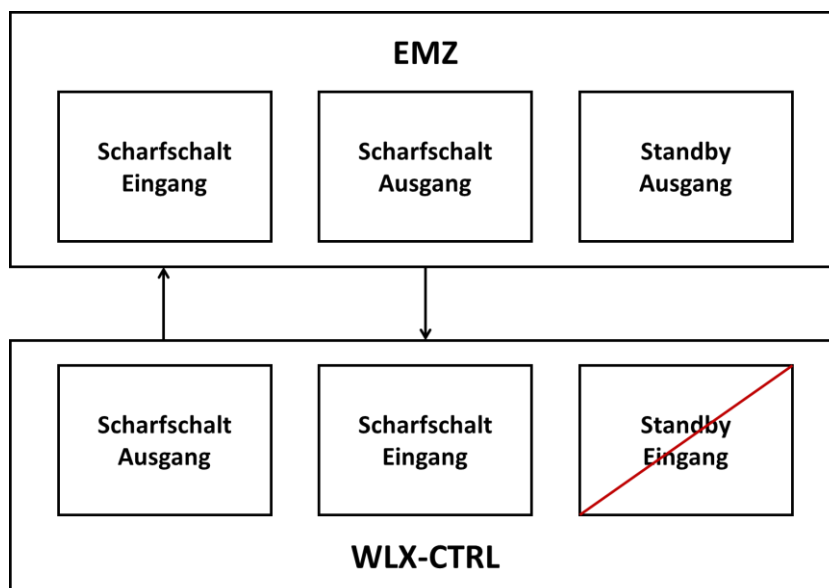 EMZ
Scharfschalt
Eingang
Scharfschalt
Ausgang
Standby
Ausgang
Scharfschalt
Ausgang
Scharfschalt
Eingang
Standby
Eingang
WLX-CTRL